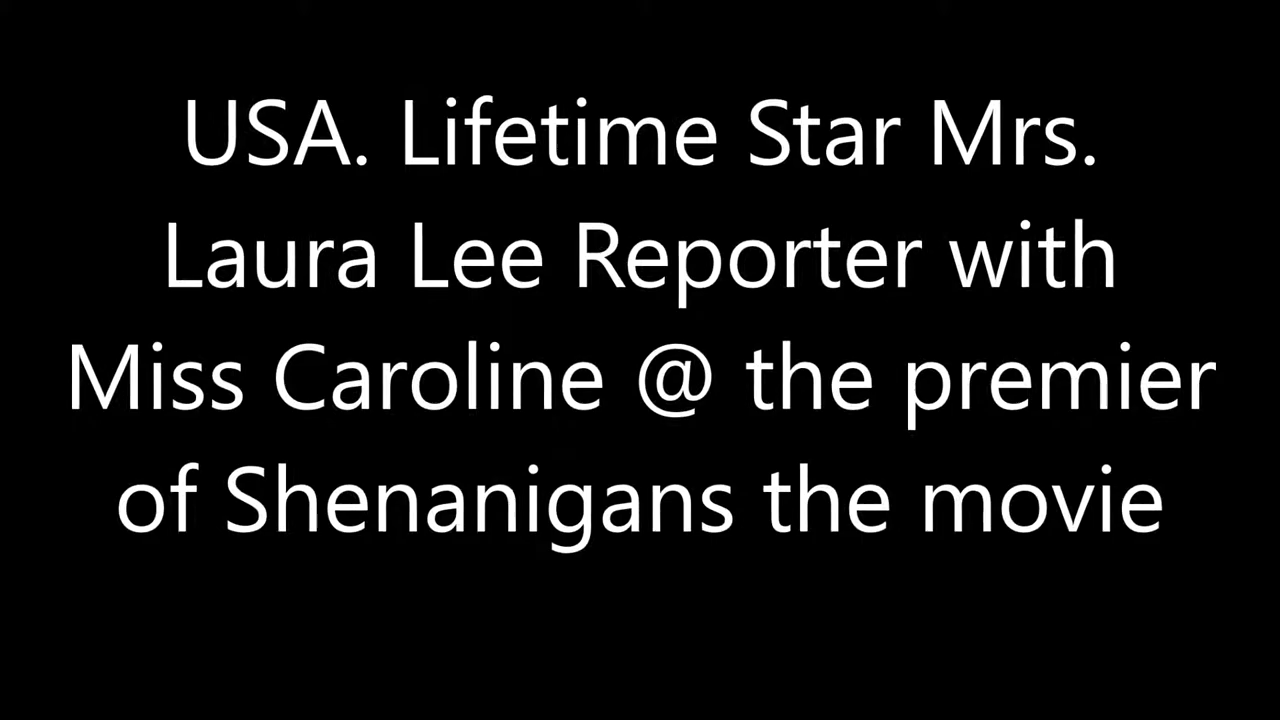 USA. Lifetime Star Mrs.
Laura Lee Reporter with
Miss Caroline @ the premier
of Shenanigans the movie